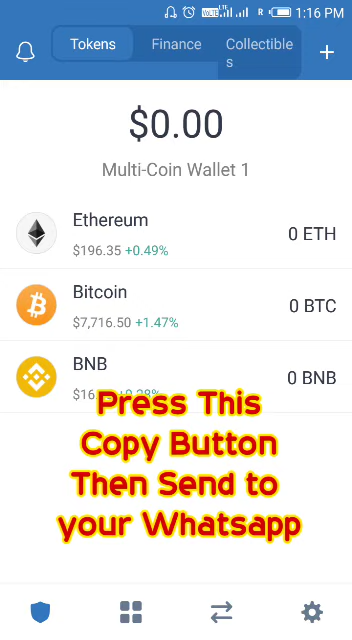 VOLTE LTE R 1:16 PM
Tokens Finance Collectible
s
$0.00
Multi-Coin Wallet 1
Ethereum
$196.35 +0.49%
0 ETH
Bitcoin
$7,716.50 +1.47%
0 BTC
BNB
0 BNB
Press This
Copy Button
Then Send to
your Whatsapp